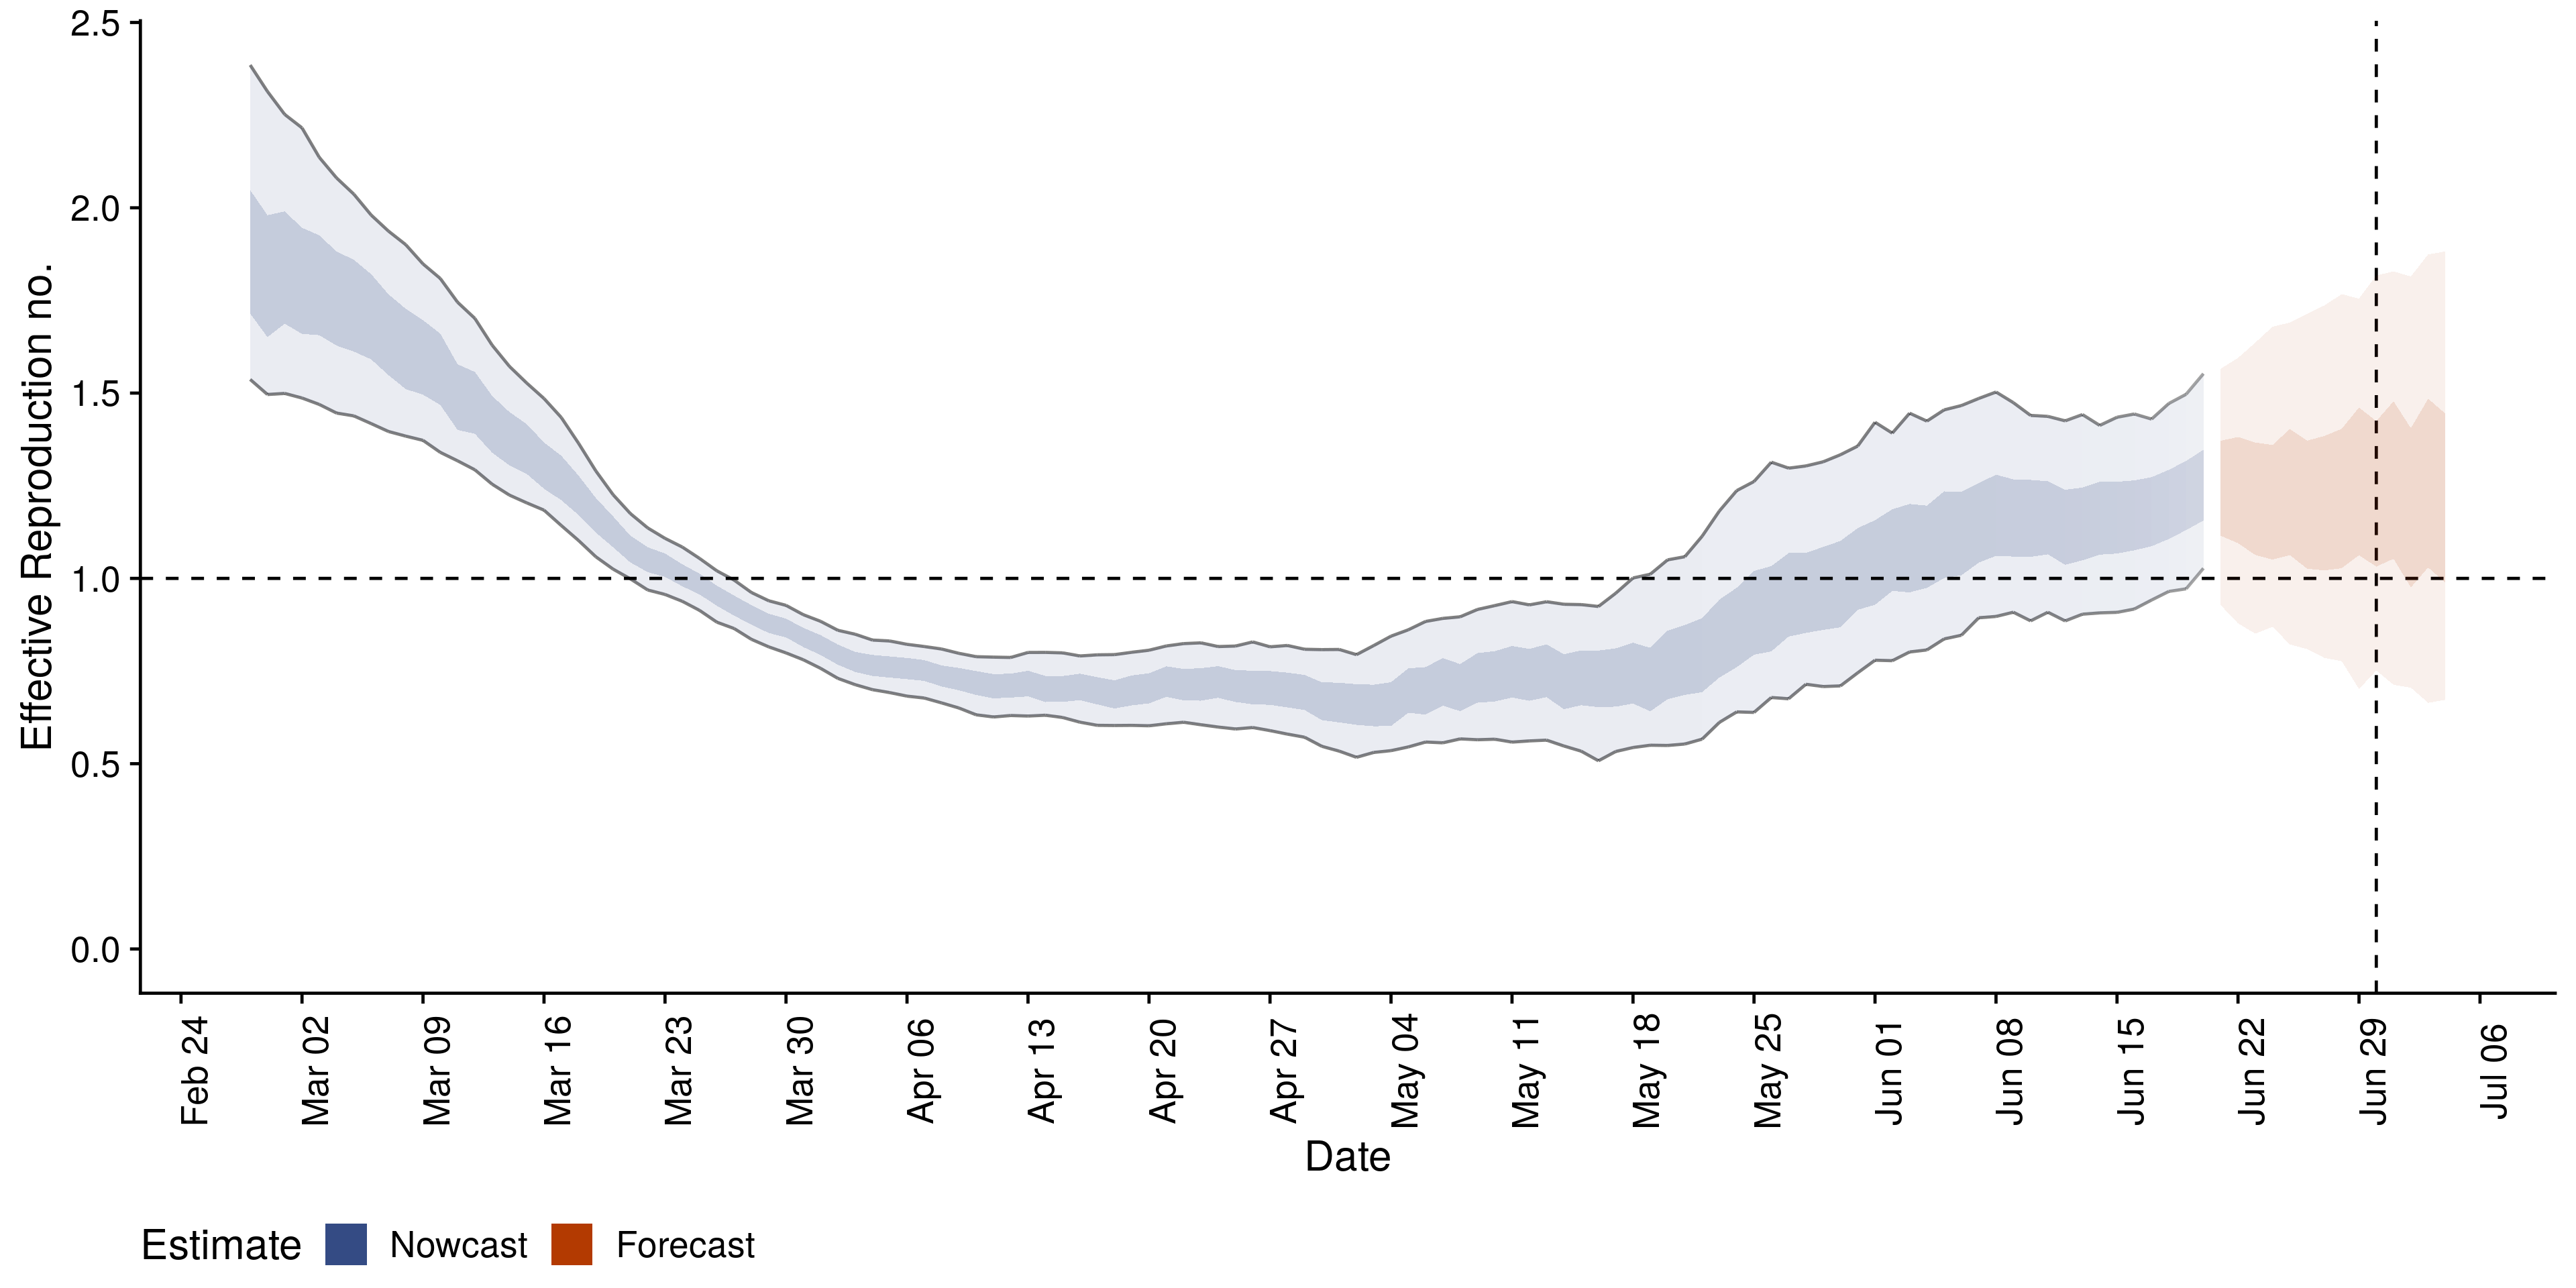 Effective Reproduction no.
2.5
2.0
1.5
1.0
0.5
0.0
Feb 24
Mar 02
Mar 09
Mar 16
Mar 23
Mar 30
Apr 06
Apr 13
Apr 20
Apr 27
May 04
May 11
May 18
May 25
Jun 01
Jun 08
Jun 15
Jun 22
Jun 29
Jul 06
Date
Estimate Nowcast Forecast